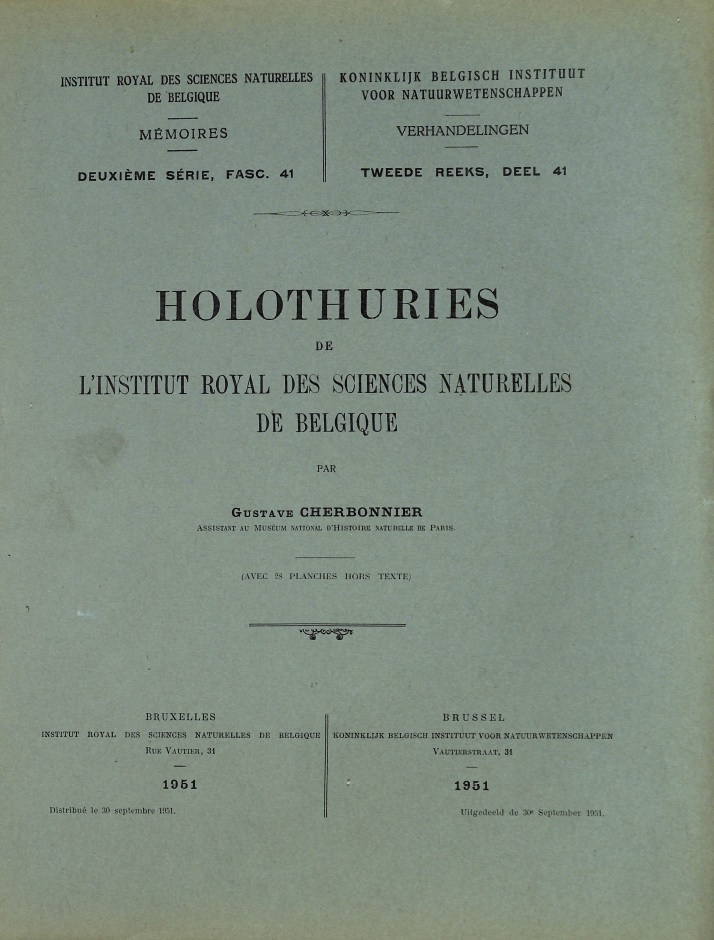 INSTITUT ROYAL DES SCIENCES NATURELLES
DE BELGIQUE
MÉMOIRES
DEUXIÈME SÉRIE, FASC. 41
KONINKLIJK BELGISCH INSTITUUT
VOOR NATUURWETENSCHAPPEN
VERHANDELINGEN
TWEEDE REEKS, DEEL 41
HOLOTHURIES
DE
L'INSTITUT ROYAL DES SCIENCES NATURELLES
DE BELGIQUE
PAR
GUSTAVE CHERBONNIER
ASSISTANT AU MUSÉUM NATIONAL D'HISTOIRE NATURELLE DE PARIS.
(AVEC 28 PLANCHES HORS TEXTE)
BRUXELLES
INSTITUT ROYAL DES SCIENCES NATURELLES DE BELGIQUE
RUE VAUTIER, 31
1951
Distribué le 30 septembre 1951.
BRUSSEL
KONINKLIJK BELGISCH INSTITUUT VOOR NATUURWETENSCHAPPEN
VAUTIERSTRAAT, 31
1951
Uitgedeeld de 30e September 1951.